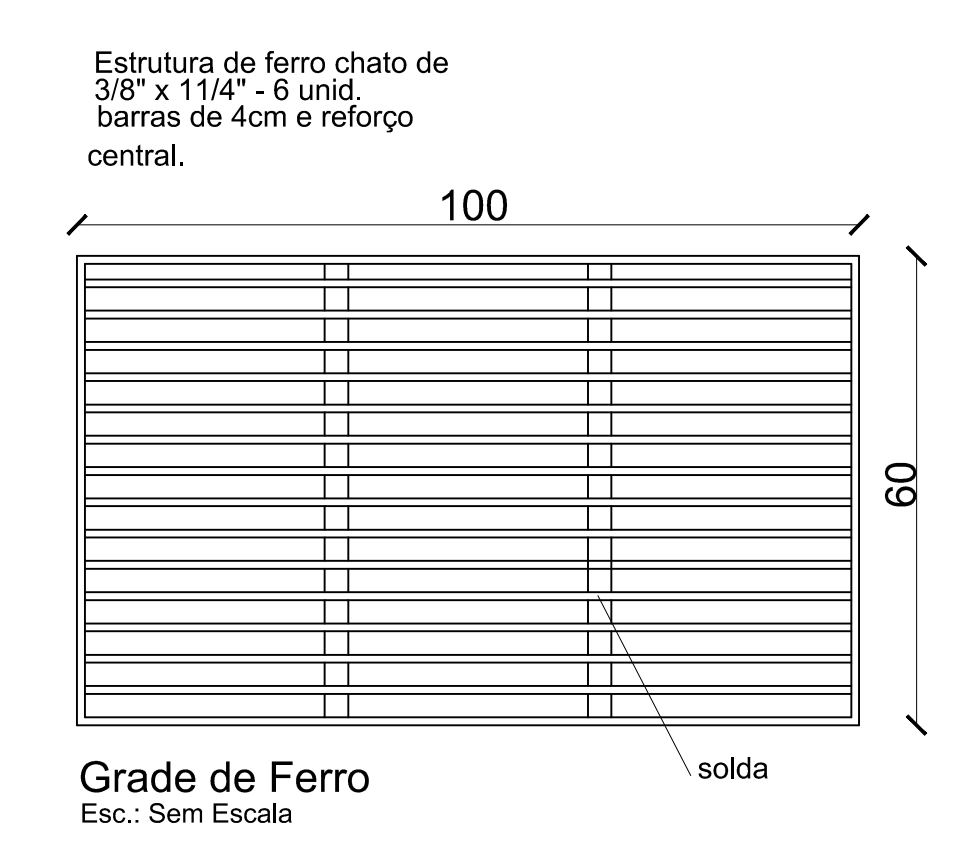 Estrutura de ferro chato de
3/8" x 11/4" - 6 unid.
barras de 4cm e reforço
central.
100
60
solda
Grade de Ferro
Esc.: Sem Escala